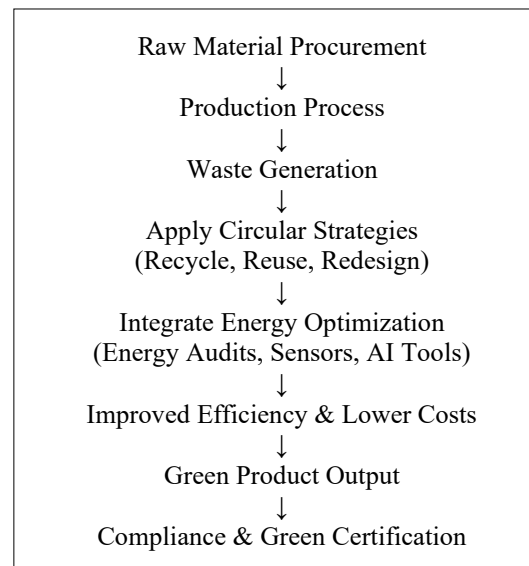 Raw Material Procurement
↓
Production Process
↓
Waste Generation
↓
Apply Circular Strategies
(Recycle, Reuse, Redesign)
↓
Integrate Energy Optimization
(Energy Audits, Sensors, AI Tools)
↓
Improved Efficiency & Lower Costs
↓
Green Product Output
↓
Compliance & Green Certification